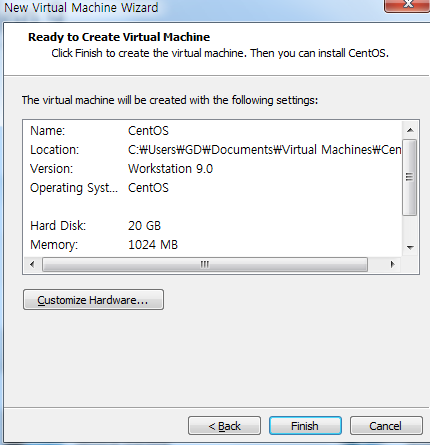 New Virtual Machine Wizard
Ready to Create Virtual Machine
Click Finish to create the virtual machine. Then you can install CentOS.
The virtual machine will be created with the following settings:
Name: CentOS
Location: C:₩Users₩GD₩Documents₩Virtual Machines₩Cen
Version: Workstation 9.0
Operating Syst... CentOS
Hard Disk: 20 GB
Memory: 1024 MB
Customize Hardware...
< Back Finish Cancel